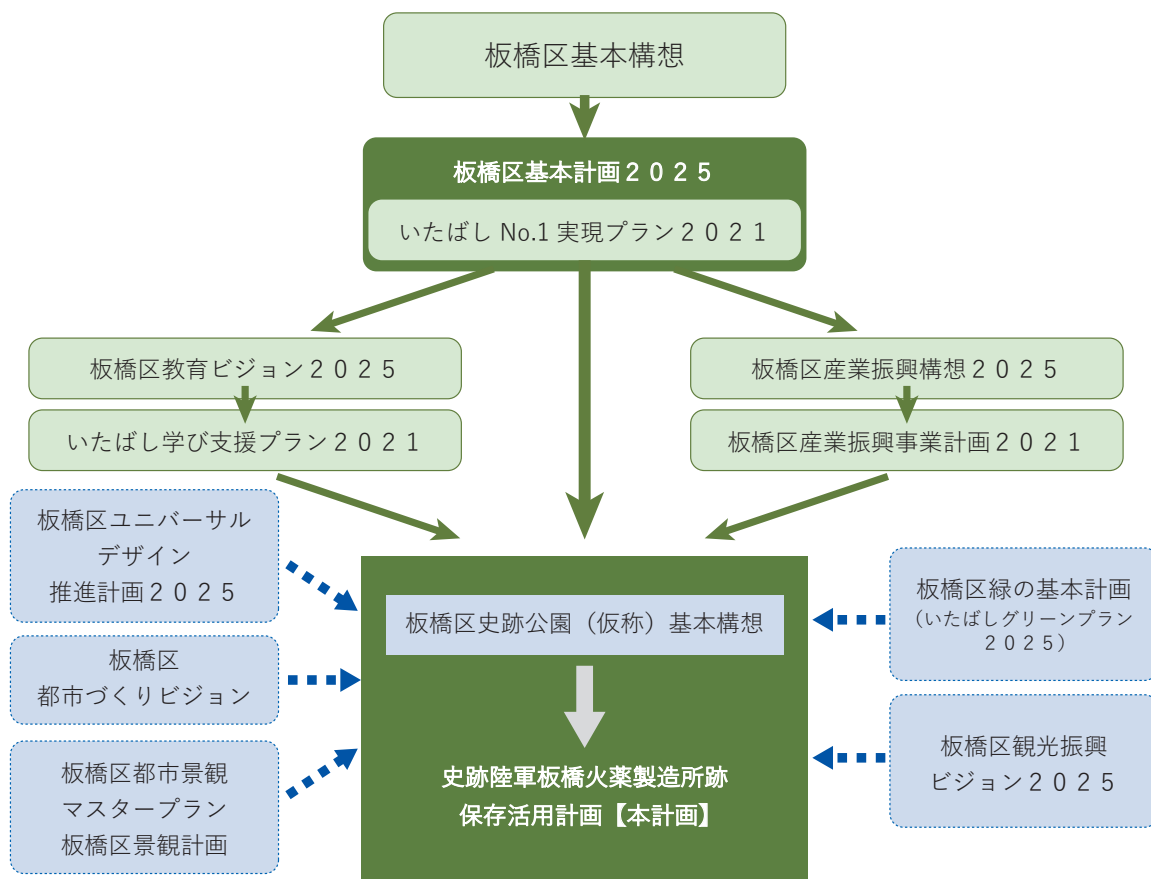 板橋区基本構想
板橋区基本計画２０２５
いたばし No.1 実現プラン２０２１
板橋区教育ビジョン２０２５
いたばし学び支援プラン２０２１
板橋区産業振興構想２０２５
板橋区産業振興事業計画２０２１
板橋区ユニバーサル
デザイン
推進計画２０２５
板橋区
都市づくりビジョン
板橋区都市景観
マスタープラン
板橋区景観計画
板橋区史跡公園（仮称）基本構想
史跡陸軍板橋火薬製造所跡
保存活用計画【本計画】
板橋区緑の基本計画
（いたばしグリーンプラン
２０２５）
板橋区観光振興
ビジョン２０２５